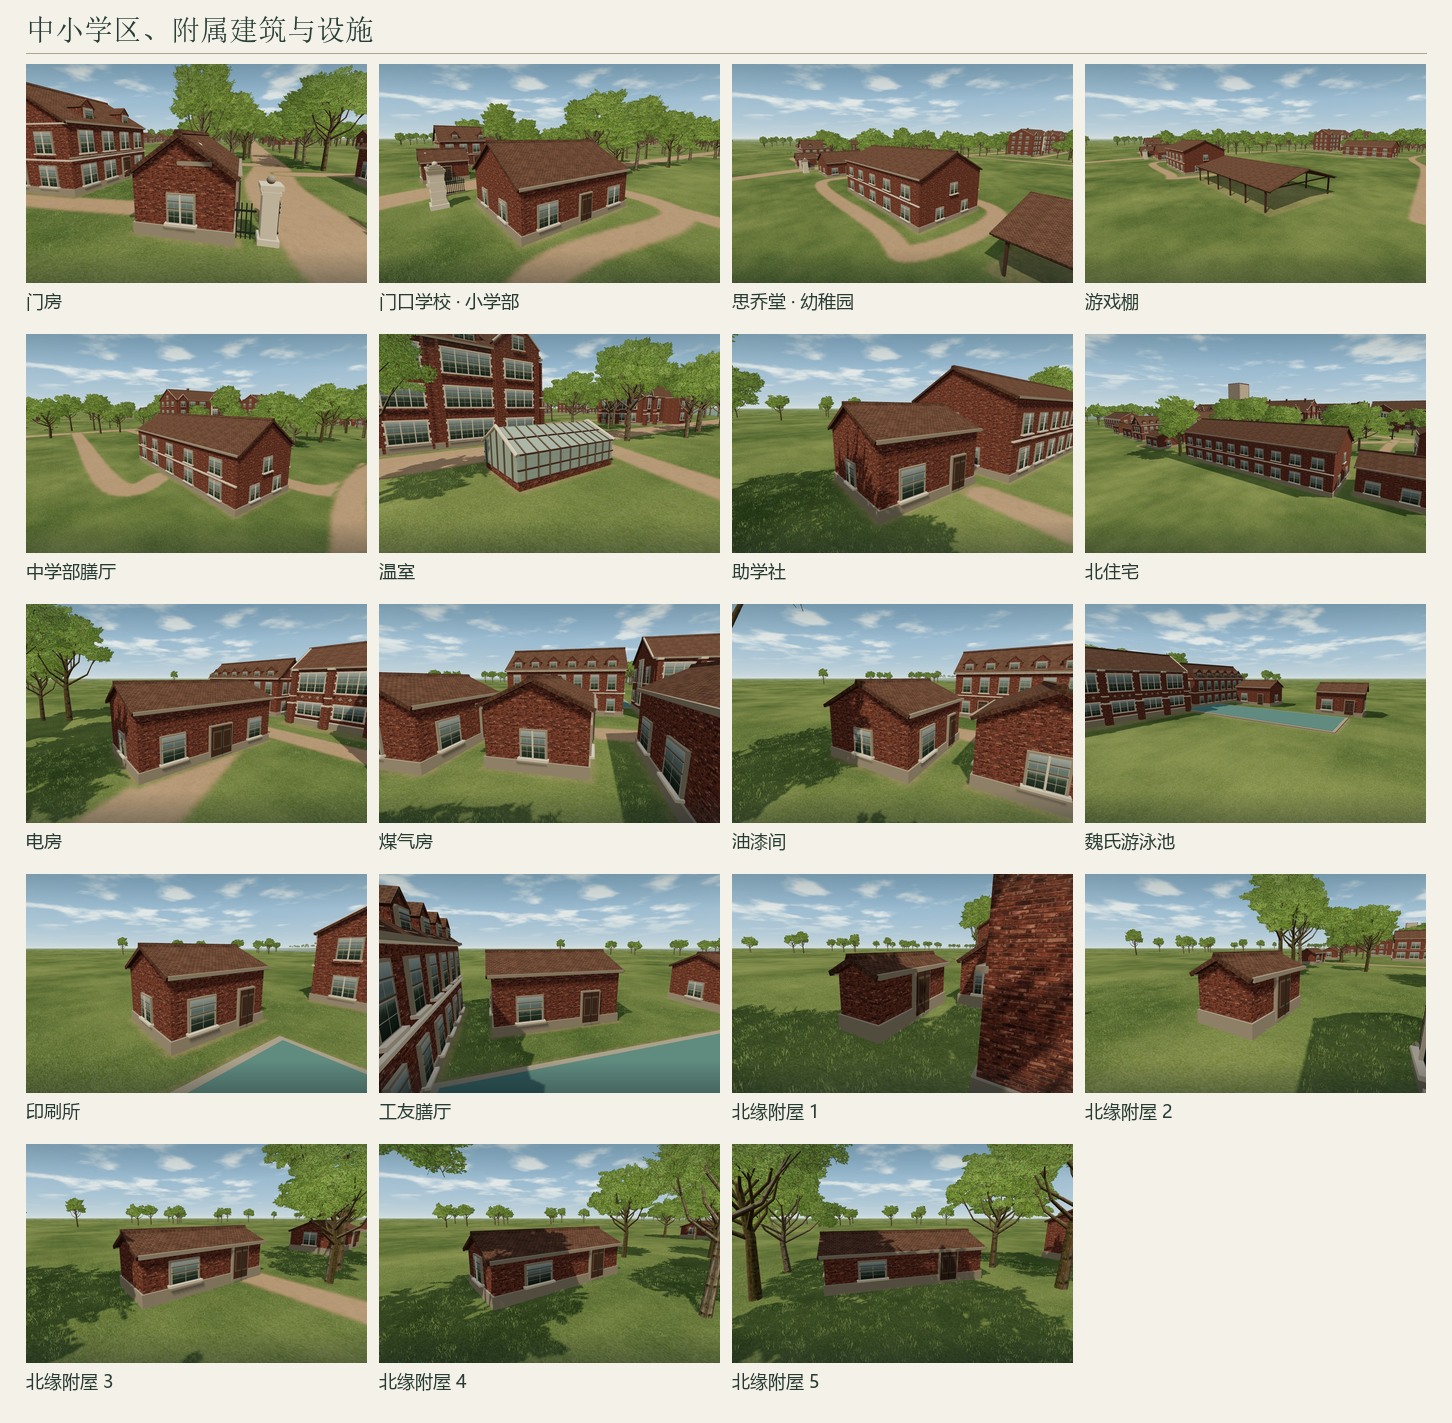 中小学区、附属建筑与设施
门房
门口学校 · 小学部
思乔堂 · 幼稚园
游戏棚
中学部膳厅
温室
助学社
北住宅
电房
煤气房
油漆间
魏氏游泳池
印刷所
工友膳厅
北缘附屋 1
北缘附屋 2
北缘附屋 3
北缘附屋 4
北缘附屋 5